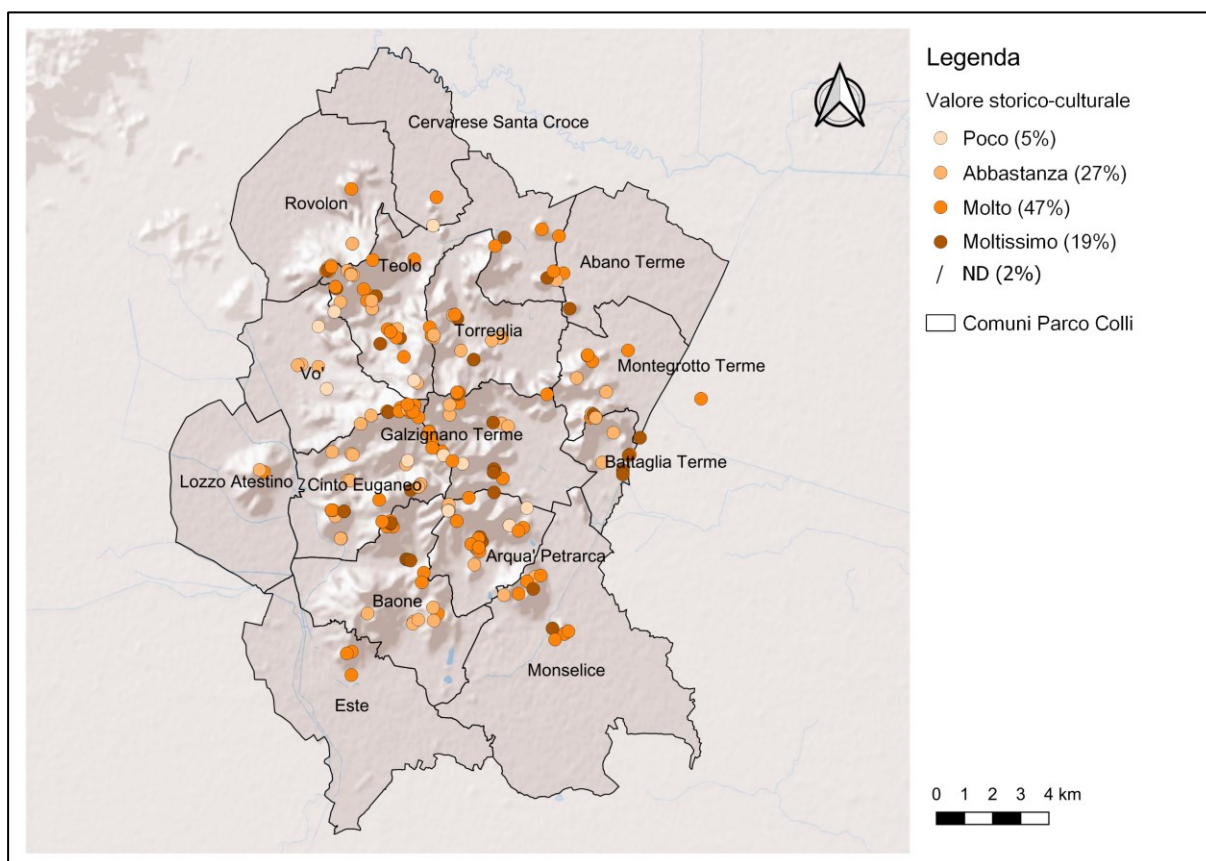 Legenda
Valore storico-culturale
Poco (5%)
Abbastanza (27%)
Molto (47%)
Moltissimo (19%)
/ ND (2%)
Comuni Parco Colli
Cervarese Santa Croce
Rovolon
Teolo
Abano Terme
Torreglia
Montegrotto Terme
Vo'
Galzignano Terme
Battaglia Terme
Lozzo Atestino
Cinto Euganeo
Arqua' Petrarca
Baone
Monselice
Este
0 1 2 3 4 km